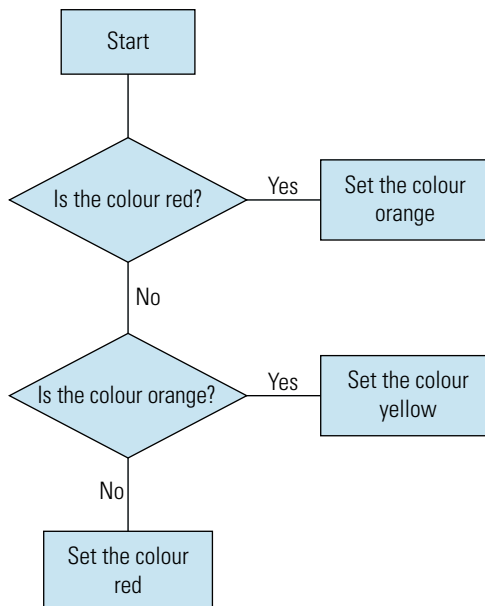 Start
Is the colour red?
Yes
Set the colour
orange
No
Is the colour orange?
Yes
Set the colour
yellow
No
Set the colour
red